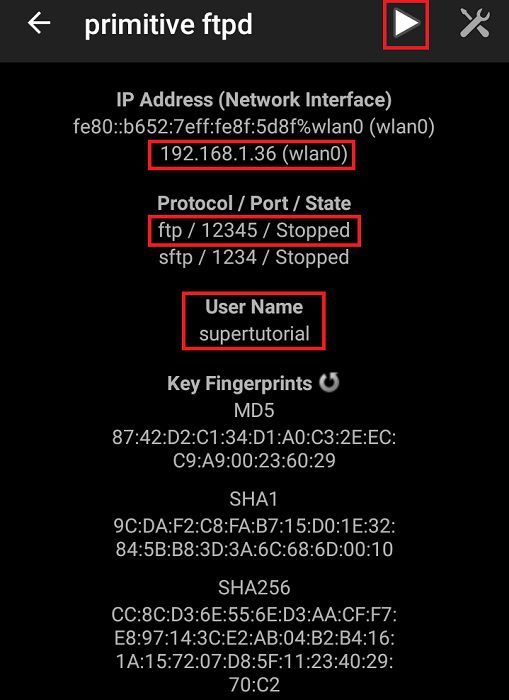 primitive ftpd
IP Address (Network Interface)
fe80::b652:7eff:fe8f:5d8f%wlan0 (wlan0)
192.168.1.36 (wlan0)
Protocol / Port / State
ftp / 12345 / Stopped
sftp / 1234 / Stopped
User Name
supertutorial
Key Fingerprints
MD5
87:42:D2:C1:34:D1:A0:C3:2E:EC:
C9:A9:00:23:60:29
SHA1
9C:DA:F2:C8:FA:B7:15:D0:1E:32:
84:5B:B8:3D:3A:6C:68:6D:00:10
SHA256
CC:8C:D3:6E:55:6E:D3:AA:CF:F7:
E8:97:14:3C:E2:AB:04:B2:B4:16:
1A:15:72:07:D8:5F:11:23:40:29:
70:C2